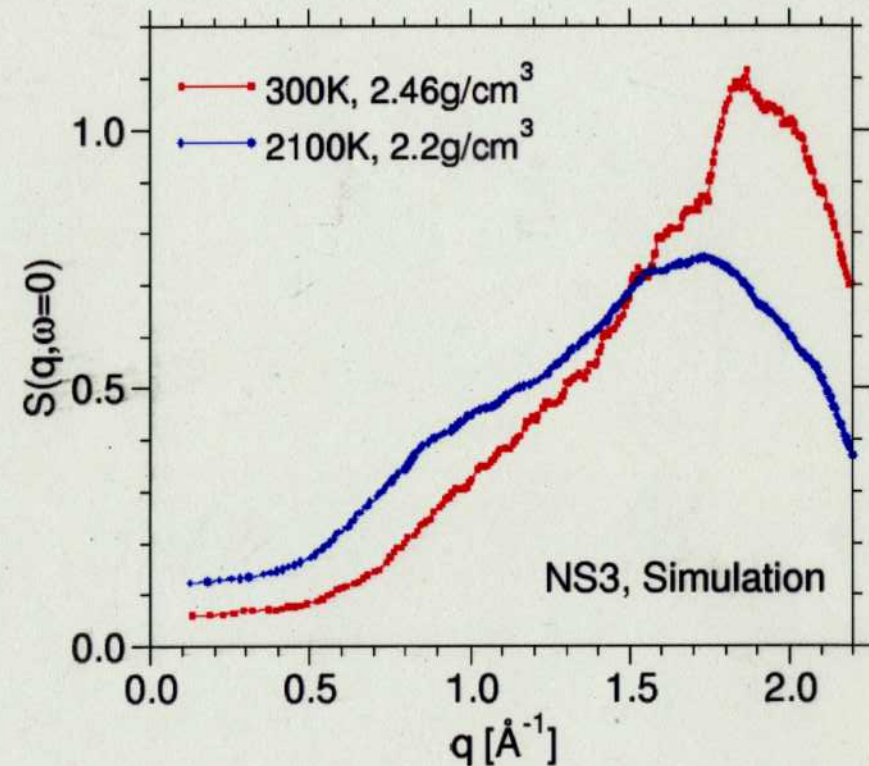 300K, 2.46g/cm³
2100K, 2.2g/cm³
1.0
0.5
0.0
S(q,ω=0)
NS3, Simulation
0.0 0.5 1.0 1.5 2.0
q [Å⁻¹]